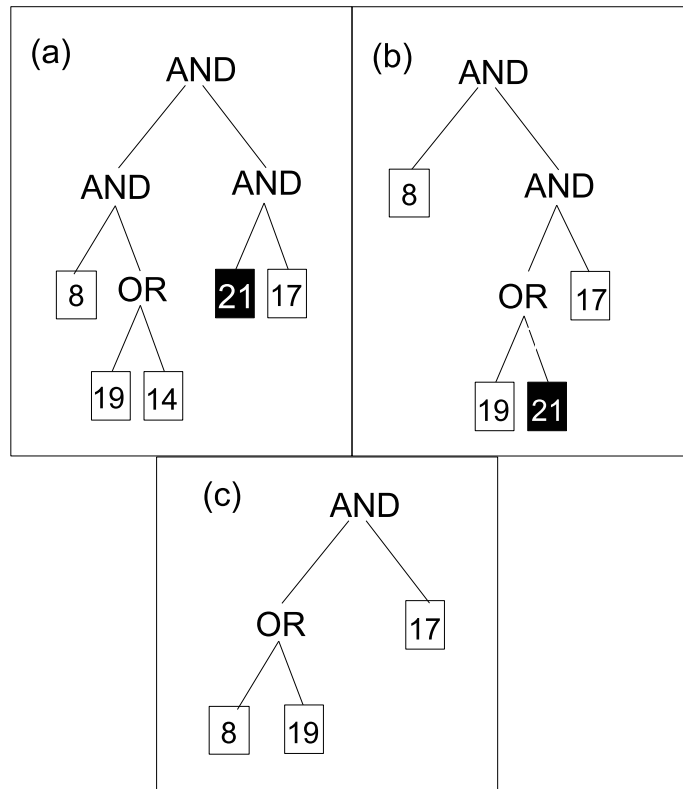 (a)
AND
AND AND
8 OR 21 17
19 14
(b)
AND
8 AND
OR 17
19 21
(c)
AND
OR 17
8 19